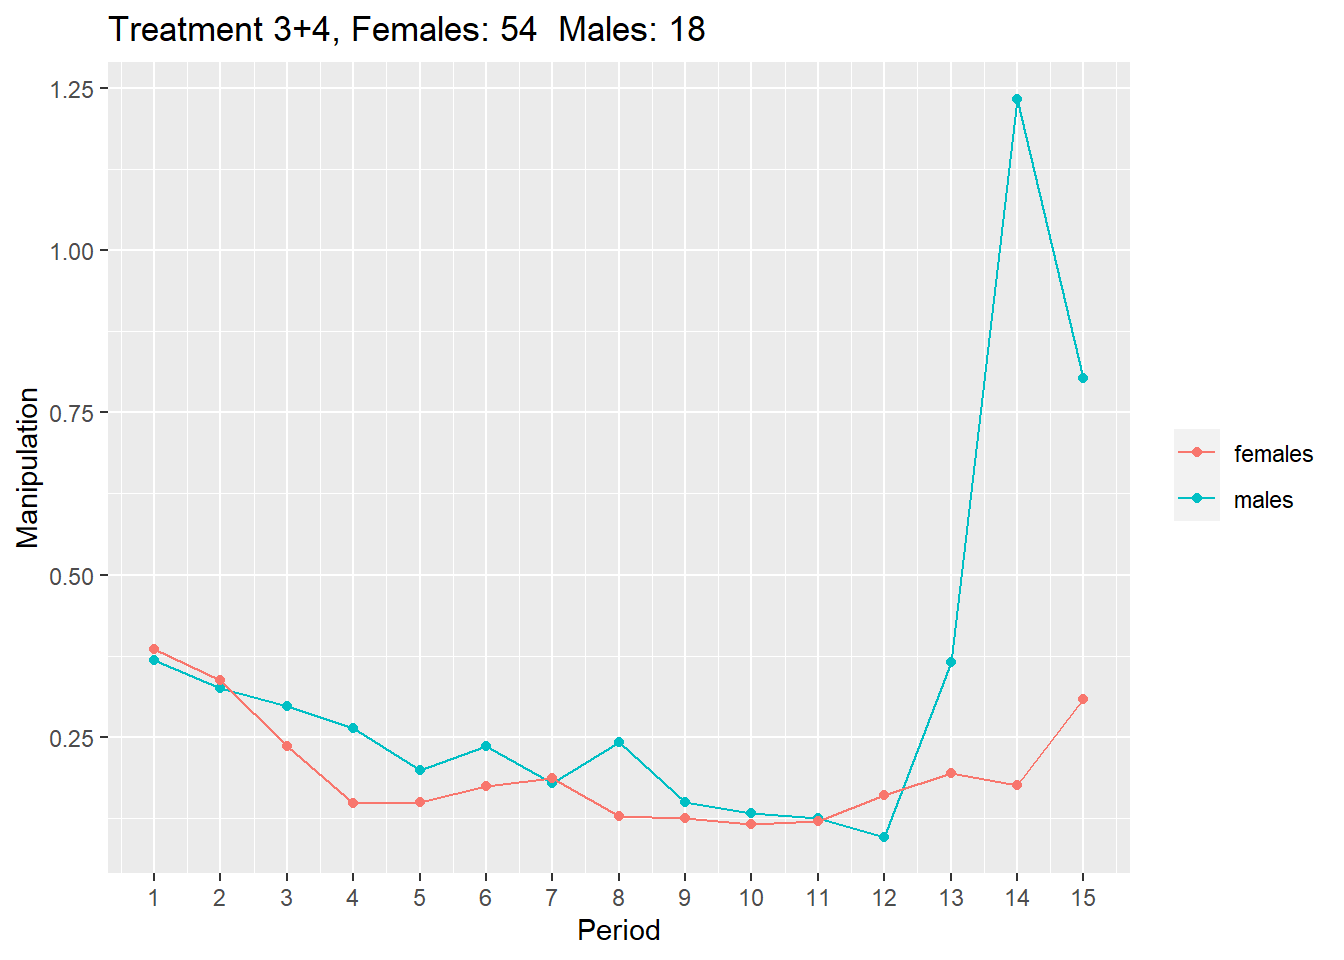 Treatment 3+4, Females: 54  Males: 18
1.25
1.00
0.75
0.50
0.25
Manipulation
1 2 3 4 5 6 7 8 9 10 11 12 13 14 15
Period
females
males